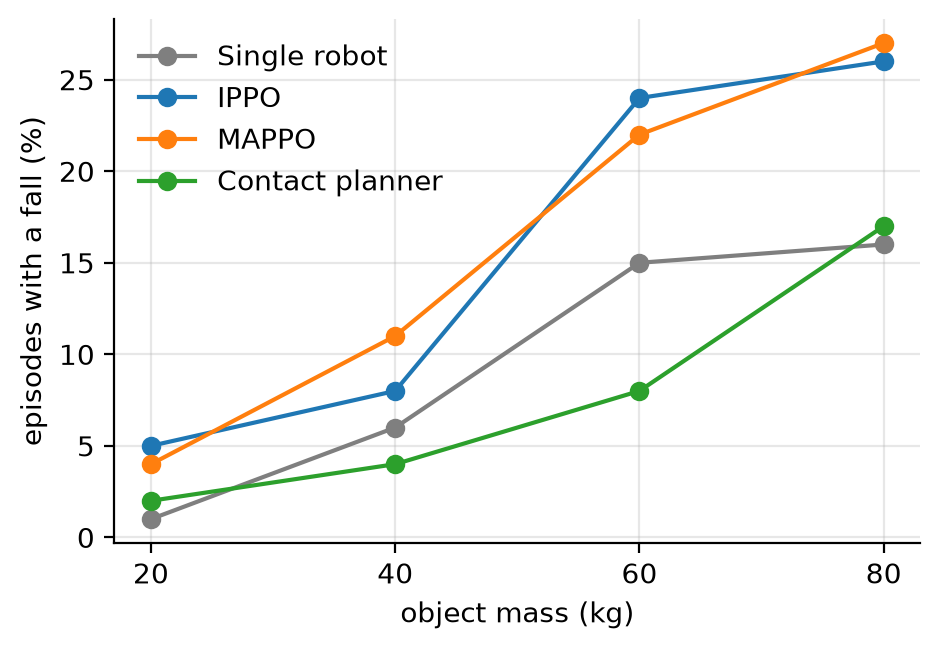 Single robot
IPPO
MAPPO
Contact planner
episodes with a fall (%)
25
20
15
10
5
0
20 40 60 80
object mass (kg)